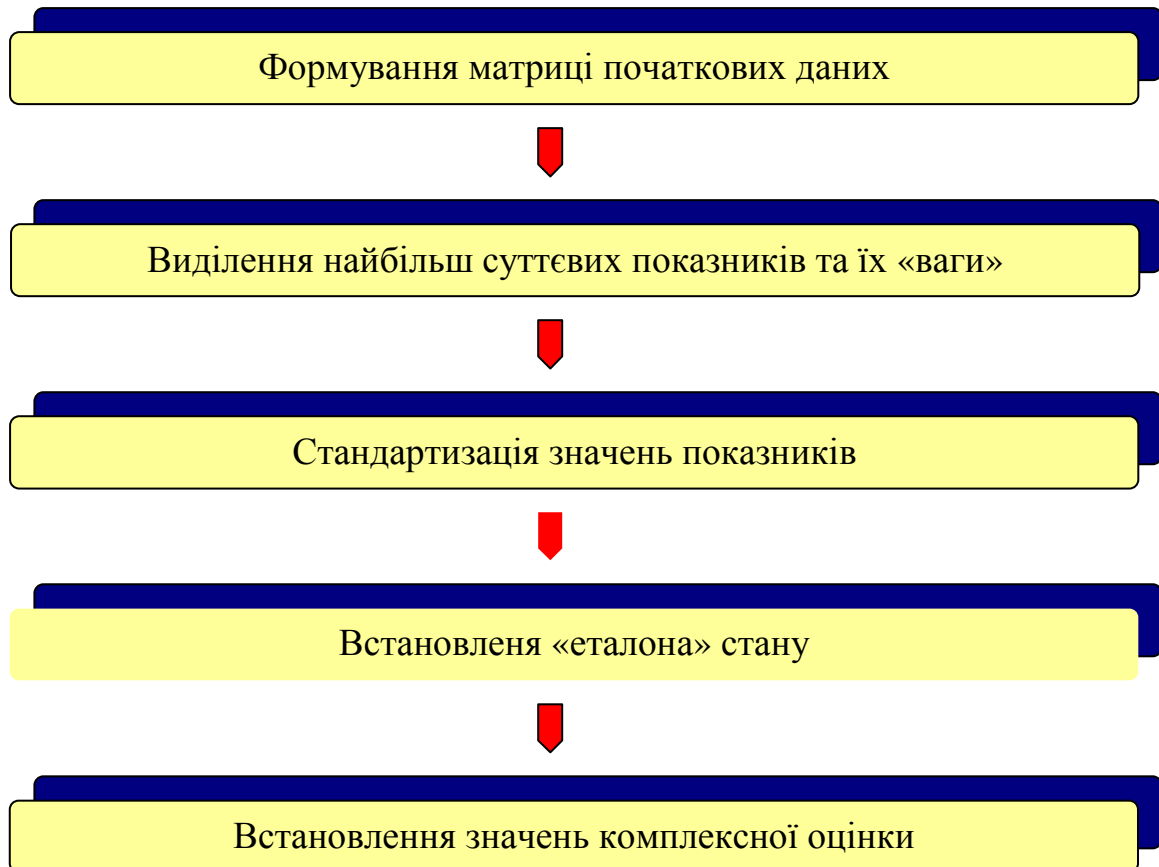 Формування матриці початкових даних
Виділення найбільш суттєвих показників та їх «ваги»
Стандартизація значень показників
Встановленя «еталона» стану
Встановлення значень комплексної оцінки